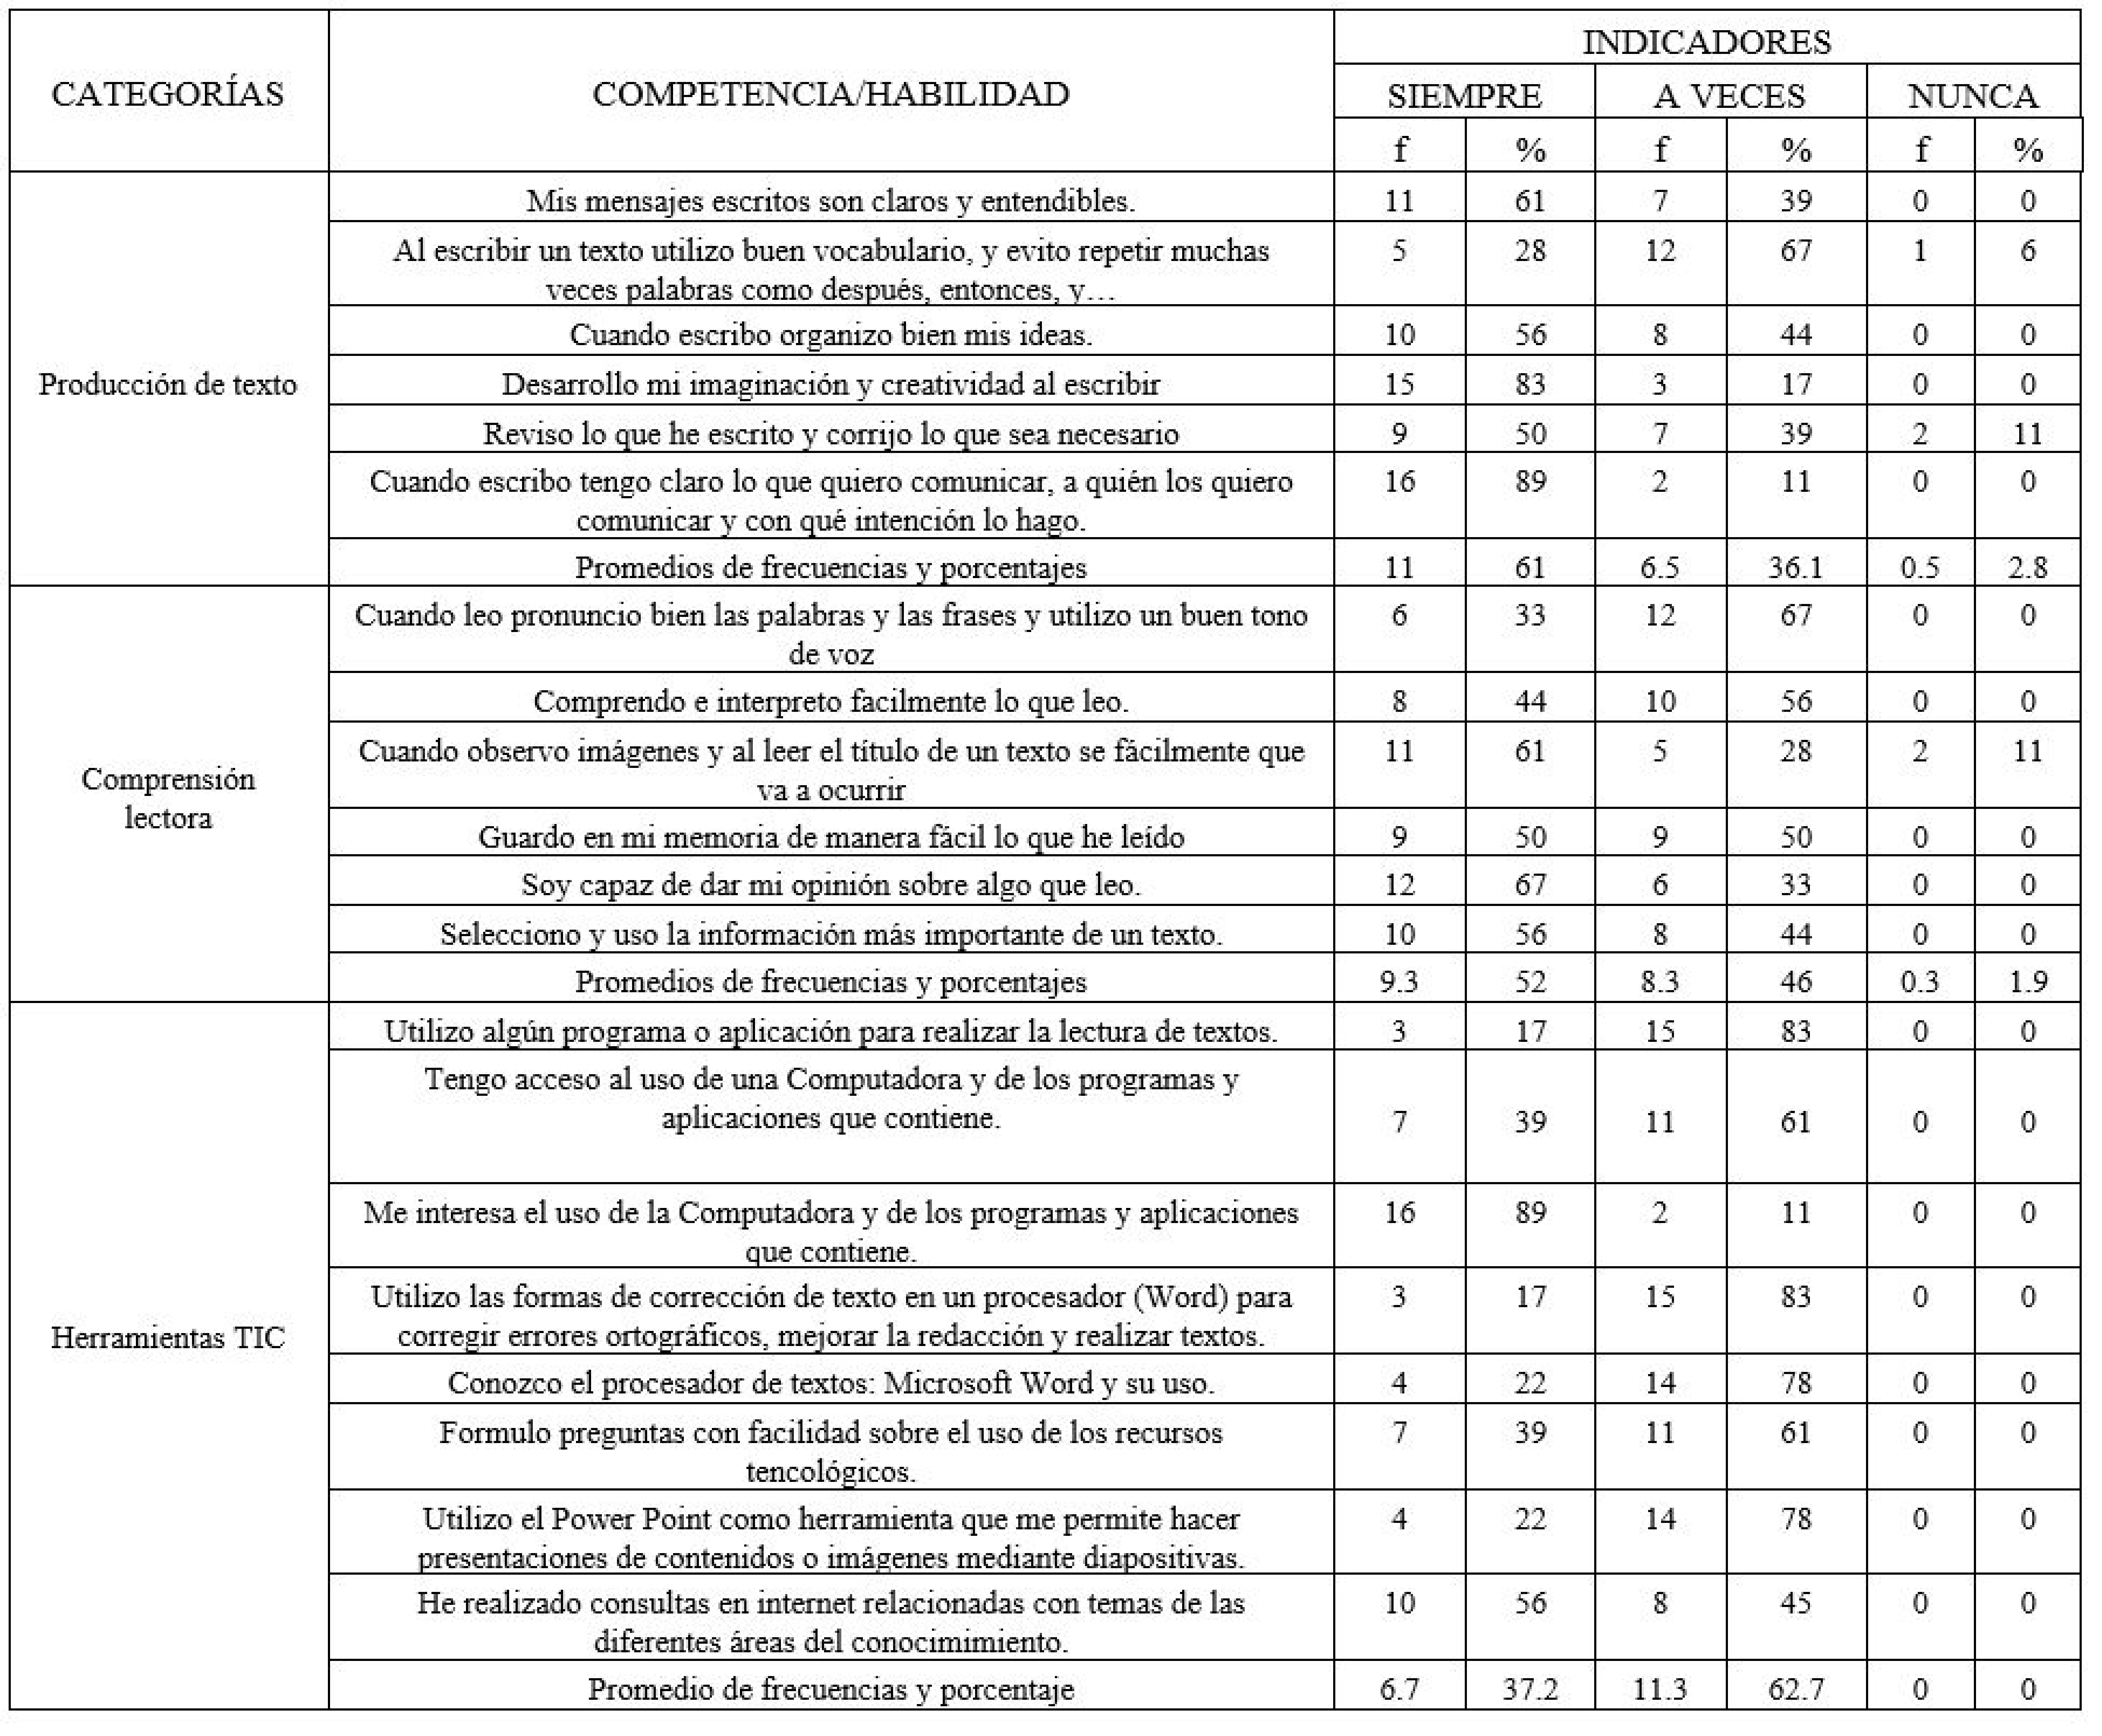 CATEGORÍAS COMPETENCIA/HABILIDAD INDICADORES
SIEMPRE A VECES NUNCA
f % f % f %
Producción de texto
Mis mensajes escritos son claros y entendibles. 11 61 7 39 0 0
Al escribir un texto utilizo buen vocabulario, y evito repetir muchas 5 28 12 67 1 6
veces palabras como después, entonces, y…
Cuando escribo organizo bien mis ideas. 10 56 8 44 0 0
Desarrollo mi imaginación y creatividad al escribir 15 83 3 17 0 0
Reviso lo que he escrito y corrijo lo que sea necesario 9 50 7 39 2 11
Cuando escribo tengo claro lo que quiero comunicar, a quién los quiero 16 89 2 11 0 0
comunicar y con qué intención lo hago.
Promedios de frecuencias y porcentajes 11 61 6.5 36.1 0.5 2.8
Comprensión
lectora
Cuando leo pronuncio bien las palabras y las frases y utilizo un buen tono 6 33 12 67 0 0
de voz
Comprendo e interpreto facilmente lo que leo. 8 44 10 56 0 0
Cuando observo imágenes y al leer el título de un texto se fácilmente que 11 61 5 28 2 11
va a ocurrir
Guardo en mi memoria de manera fácil lo que he leído 9 50 9 50 0 0
Soy capaz de dar mi opinión sobre algo que leo. 12 67 6 33 0 0
Selecciono y uso la información más importante de un texto. 10 56 8 44 0 0
Promedios de frecuencias y porcentajes 9.3 52 8.3 46 0.3 1.9
Herramientas TIC
Utilizo algún programa o aplicación para realizar la lectura de textos. 3 17 15 83 0 0
Tengo acceso al uso de una Computadora y de los programas y
aplicaciones que contiene. 7 39 11 61 0 0
Me interesa el uso de la Computadora y de los programas y aplicaciones 16 89 2 11 0 0
que contiene.
Utilizo las formas de corrección de texto en un procesador (Word) para 3 17 15 83 0 0
corregir errores ortográficos, mejorar la redacción y realizar textos.
Conozco el procesador de textos: Microsoft Word y su uso. 4 22 14 78 0 0
Formulo preguntas con facilidad sobre el uso de los recursos 7 39 11 61 0 0
tencológicos.
Utilizo el Power Point como herramienta que me permite hacer 4 22 14 78 0 0
presentaciones de contenidos o imágenes mediante diapositivas.
He realizado consultas en internet relacionadas con temas de las 10 56 8 45 0 0
diferentes áreas del conocimimiento.
Promedio de frecuencias y porcentaje 6.7 37.2 11.3 62.7 0 0